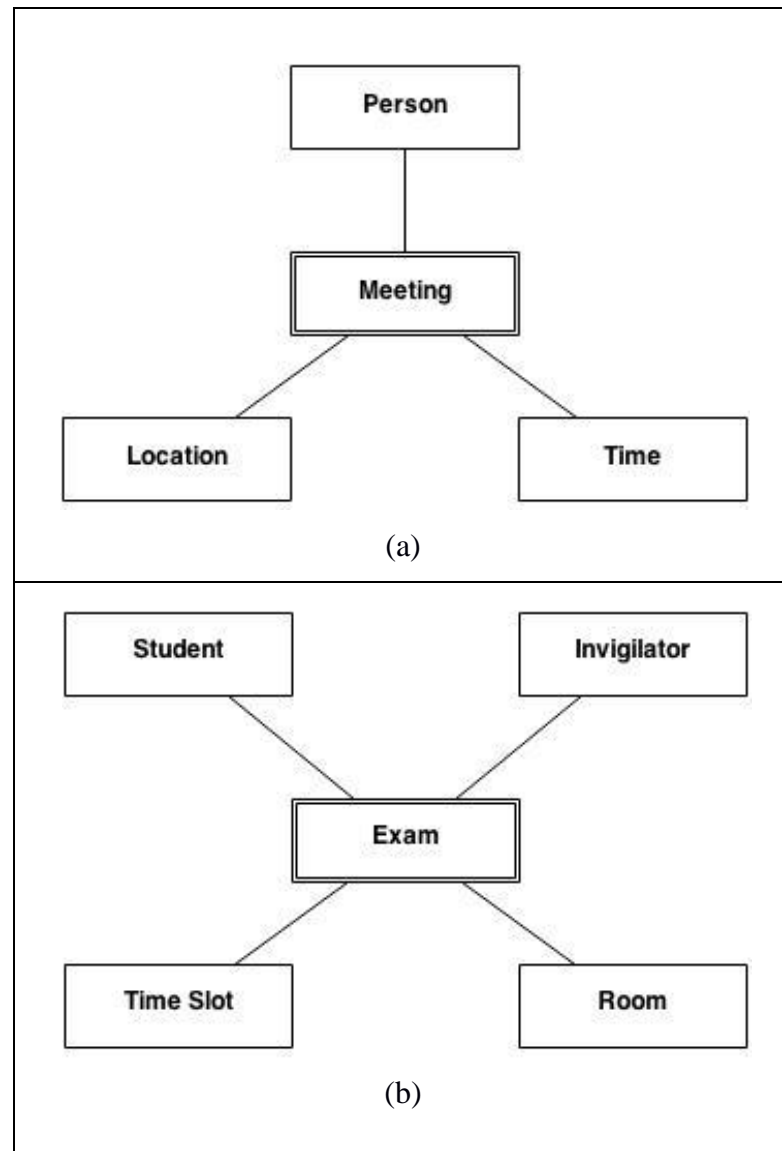 Person
Meeting
Location Time
(a)
Student Invigilator
Exam
Time Slot Room
(b)